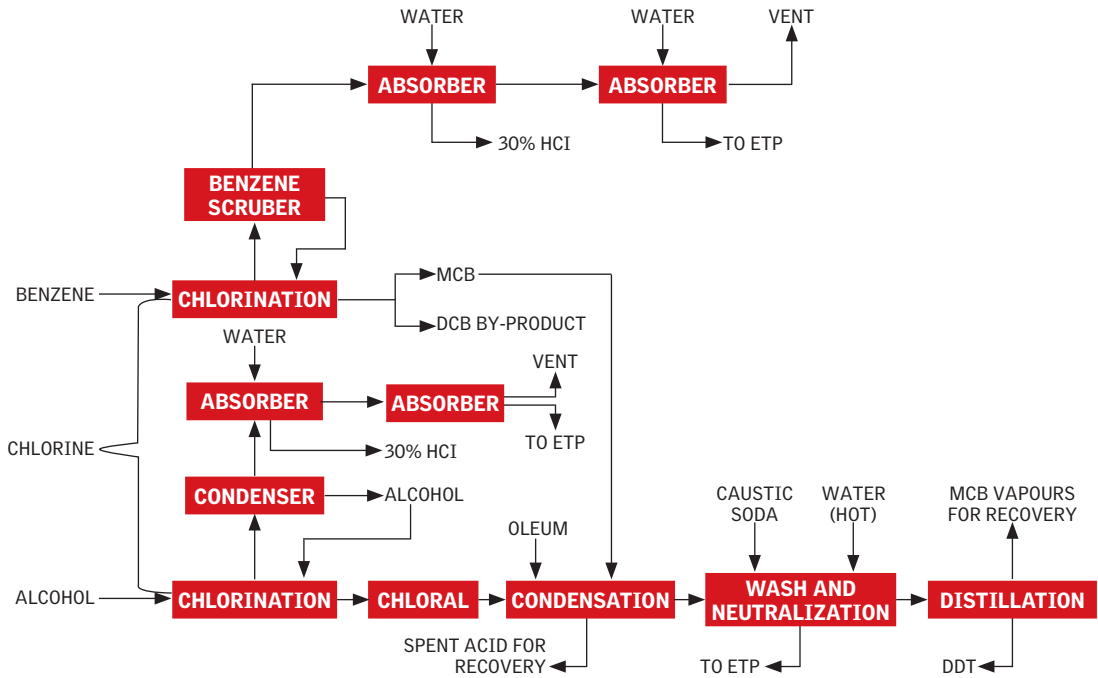 WATER
WATER
VENT
ABSORBER
ABSORBER
30% HCI
TO ETP
BENZENE
SCRUBER
BENZENE
CHLORINATION
MCB
DCB BY-PRODUCT
WATER
VENT
ABSORBER
ABSORBER
TO ETP
CHLORINE
30% HCI
CONDENSER
ALCOHOL
CAUSTIC
SODA
WATER
(HOT)
MCB VAPOURS
FOR RECOVERY
OLEUM
ALCOHOL
CHLORINATION
CHLORAL
CONDENSATION
WASH AND
NEUTRALIZATION
DISTILLATION
SPENT ACID FOR
RECOVERY
TO ETP
DDT